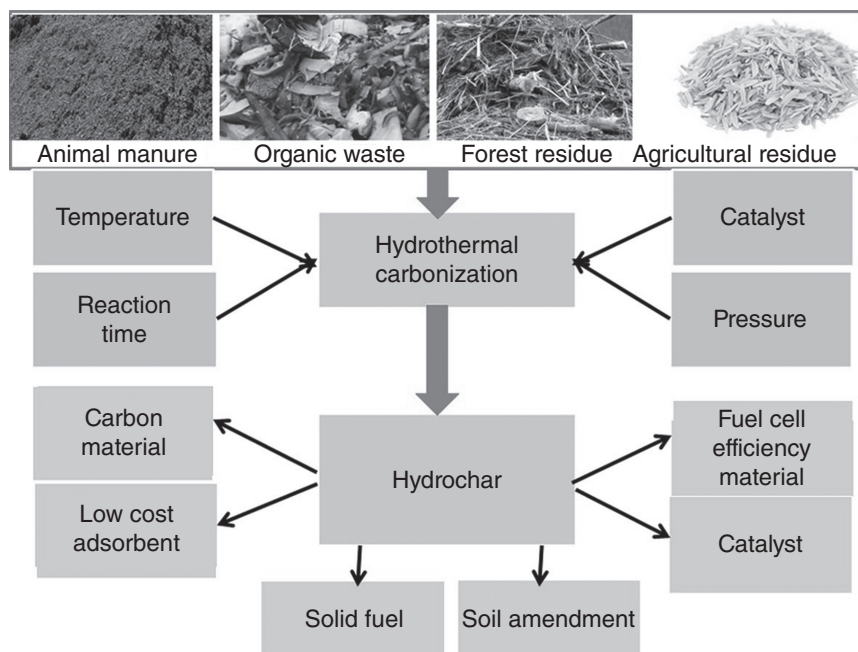 Animal manure
Organic waste
Forest residue
Agricultural residue
Temperature
Hydrothermal
carbonization
Catalyst
Reaction
time
Pressure
Carbon
material
Hydrochar
Fuel cell
efficiency
material
Low cost
adsorbent
Catalyst
Solid fuel
Soil amendment